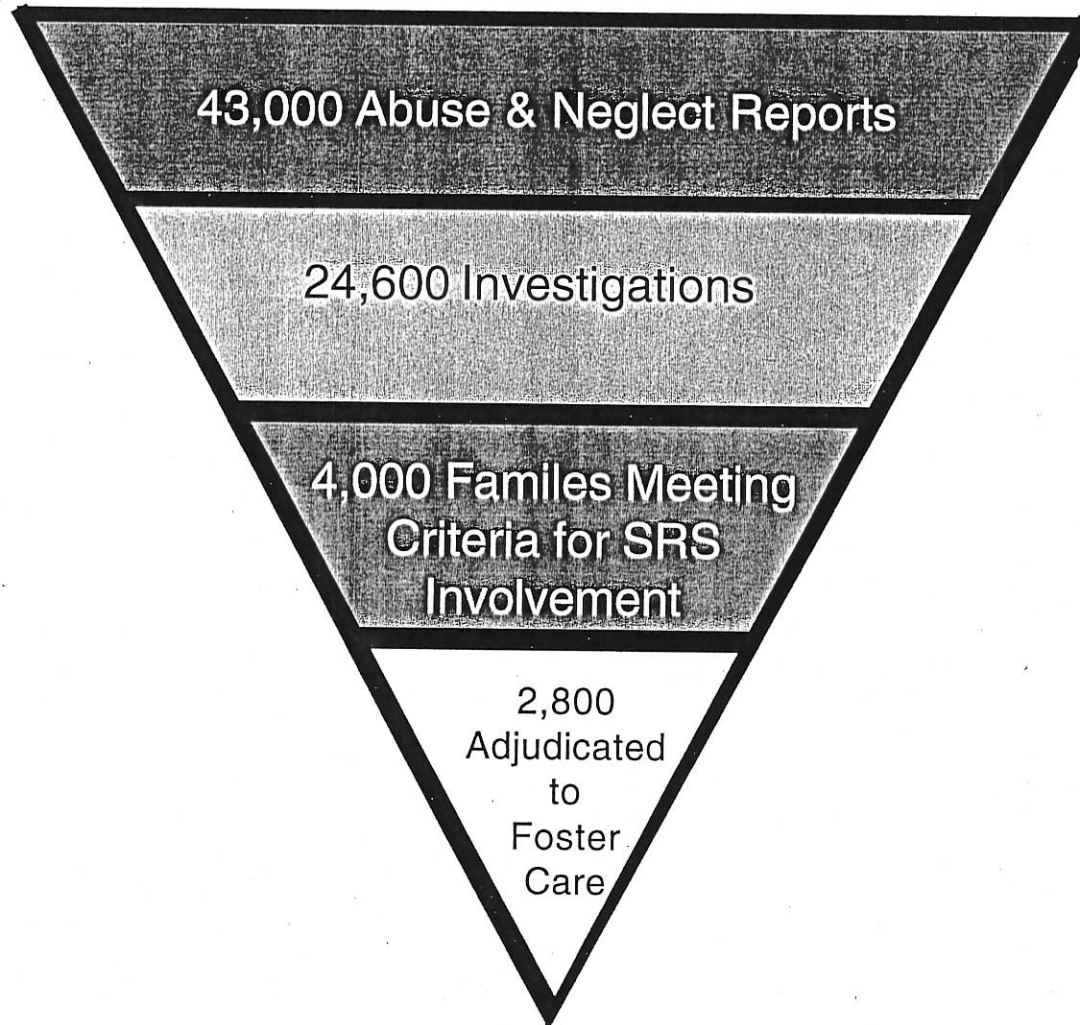 43,000 Abuse & Neglect Reports
24,600 Investigations
4,000 Familes Meeting
Criteria for SRS
Involvement
2,800
Adjudicated
to
Foster
Care